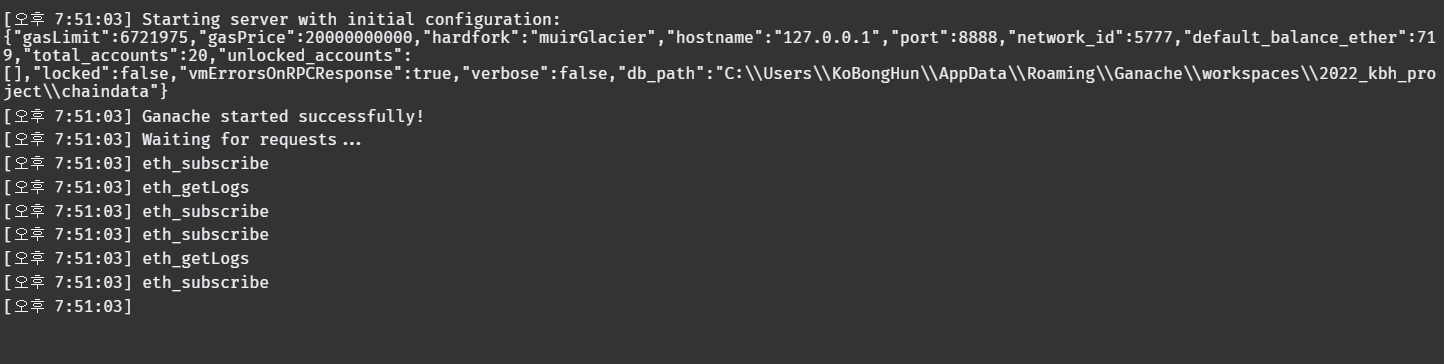 [오후 7:51:03] Starting server with initial configuration:
{"gasLimit":6721975,"gasPrice":20000000000,"hardfork":"muirGlacier","hostname":"127.0.0.1","port":8888,"network_id":5777,"default_balance_ether":71
9,"total_accounts":20,"unlocked_accounts":
[],"locked":false,"vmErrorsOnRPCResponse":true,"verbose":false,"db_path":"C:\\Users\\KoBongHun\\AppData\\Roaming\\Ganache\\workspaces\\2022_kbh_pro
ject\\chaindata"}
[오후 7:51:03] Ganache started successfully!
[오후 7:51:03] Waiting for requests...
[오후 7:51:03] eth_subscribe
[오후 7:51:03] eth_getLogs
[오후 7:51:03] eth_subscribe
[오후 7:51:03] eth_subscribe
[오후 7:51:03] eth_getLogs
[오후 7:51:03] eth_subscribe
[오후 7:51:03]